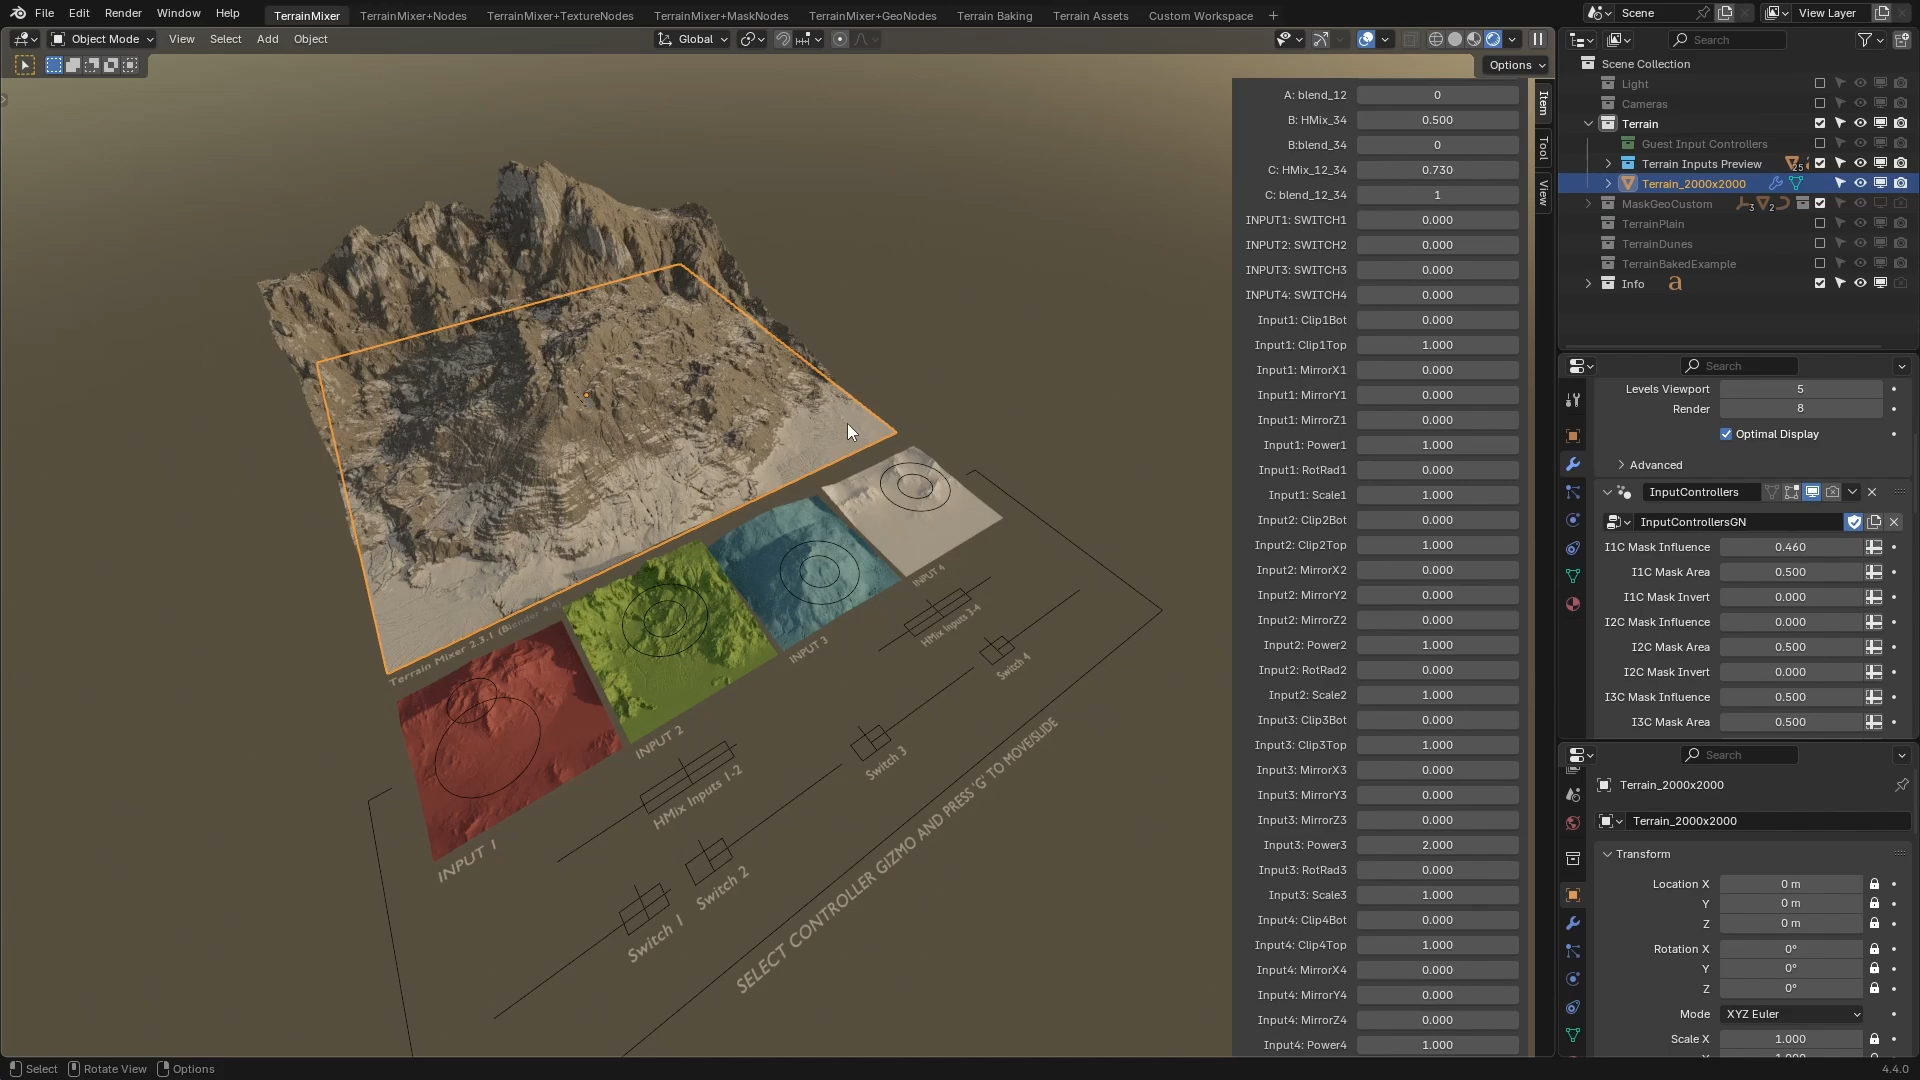 File Edit Render Window Help TerrainMixer TerrainMixer+Nodes TerrainMixer+TextureNodes TerrainMixer+MaskNodes TerrainMixer+GeoNodes Terrain Baking Terrain Assets Custom Workspace + Scene View Layer
Object Mode View Select Add Object Global
Options
Search
Scene Collection
Light
Cameras
Terrain
Guest Input Controllers
Terrain Inputs Preview 25
Terrain_2000x2000
MaskGeoCustom 3 2
TerrainPlain
TerrainDunes
TerrainBakedExample
Info a
Item
Tool
View
A: blend_12 0
B: HMix_34 0.500
B:blend_34 0
C: HMix_12_34 0.730
C: blend_12_34 1
INPUT1: SWITCH1 0.000
INPUT2: SWITCH2 0.000
INPUT3: SWITCH3 0.000
INPUT4: SWITCH4 0.000
Input1: Clip1Bot 0.000
Input1: Clip1Top 1.000
Input1: MirrorX1 0.000
Input1: MirrorY1 0.000
Input1: MirrorZ1 0.000
Input1: Power1 1.000
Input1: RotRad1 0.000
Input1: Scale1 1.000
Input2: Clip2Bot 0.000
Input2: Clip2Top 1.000
Input2: MirrorX2 0.000
Input2: MirrorY2 0.000
Input2: MirrorZ2 0.000
Input2: Power2 1.000
Input2: RotRad2 0.000
Input2: Scale2 1.000
Input3: Clip3Bot 0.000
Input3: Clip3Top 1.000
Input3: MirrorX3 0.000
Input3: MirrorY3 0.000
Input3: MirrorZ3 0.000
Input3: Power3 2.000
Input3: RotRad3 0.000
Input3: Scale3 1.000
Input4: Clip4Bot 0.000
Input4: Clip4Top 1.000
Input4: MirrorX4 0.000
Input4: MirrorY4 0.000
Input4: MirrorZ4 0.000
Input4: Power4 1.000
Search
Levels Viewport 5
Render 8
Optimal Display
Advanced
InputControllers
InputControllersGN
I1C Mask Influence 0.460
I1C Mask Area 0.500
I1C Mask Invert 0.000
I2C Mask Influence 0.000
I2C Mask Area 0.500
I2C Mask Invert 0.000
I3C Mask Influence 0.500
I3C Mask Area 0.500
Search
Terrain_2000x2000
Terrain_2000x2000
Transform
Location X 0 m
Y 0 m
Z 0 m
Rotation X 0°
Y 0°
Z 0°
Mode XYZ Euler
Scale X 1.000
Terrain Mixer 2.3.1 (Blender 4.4)
INPUT 1
INPUT 2
INPUT 3
INPUT 4
HMix Inputs 1-2
HMix Inputs 3-4
Switch 1
Switch 2
Switch 3
Switch 4
SELECT CONTROLLER GIZMO AND PRESS 'G' TO MOVE/SLIDE
Select Rotate View Options 4.4.0